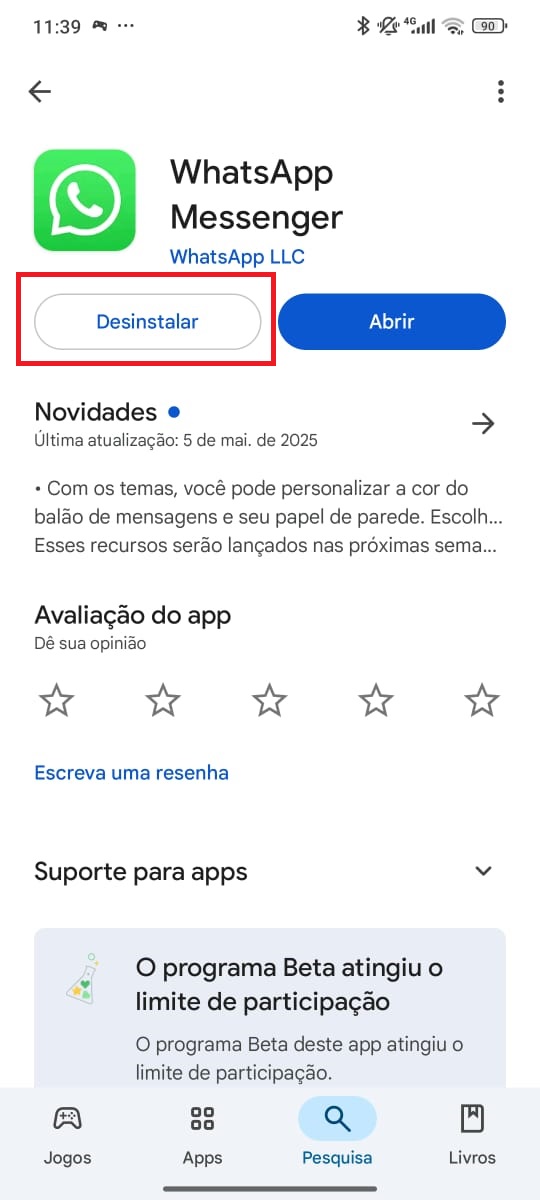 11:39 ... 4G 90
WhatsApp
Messenger
WhatsApp LLC
Desinstalar
Abrir
Novidades
Última atualização: 5 de mai. de 2025
• Com os temas, você pode personalizar a cor do
balão de mensagens e seu papel de parede. Escolh...
Esses recursos serão lançados nas próximas sema...
Avaliação do app
Dê sua opinião
Escreva uma resenha
Suporte para apps
O programa Beta atingiu o
limite de participação
O programa Beta deste app atingiu o
limite de participação.
Jogos
Apps
Pesquisa
Livros